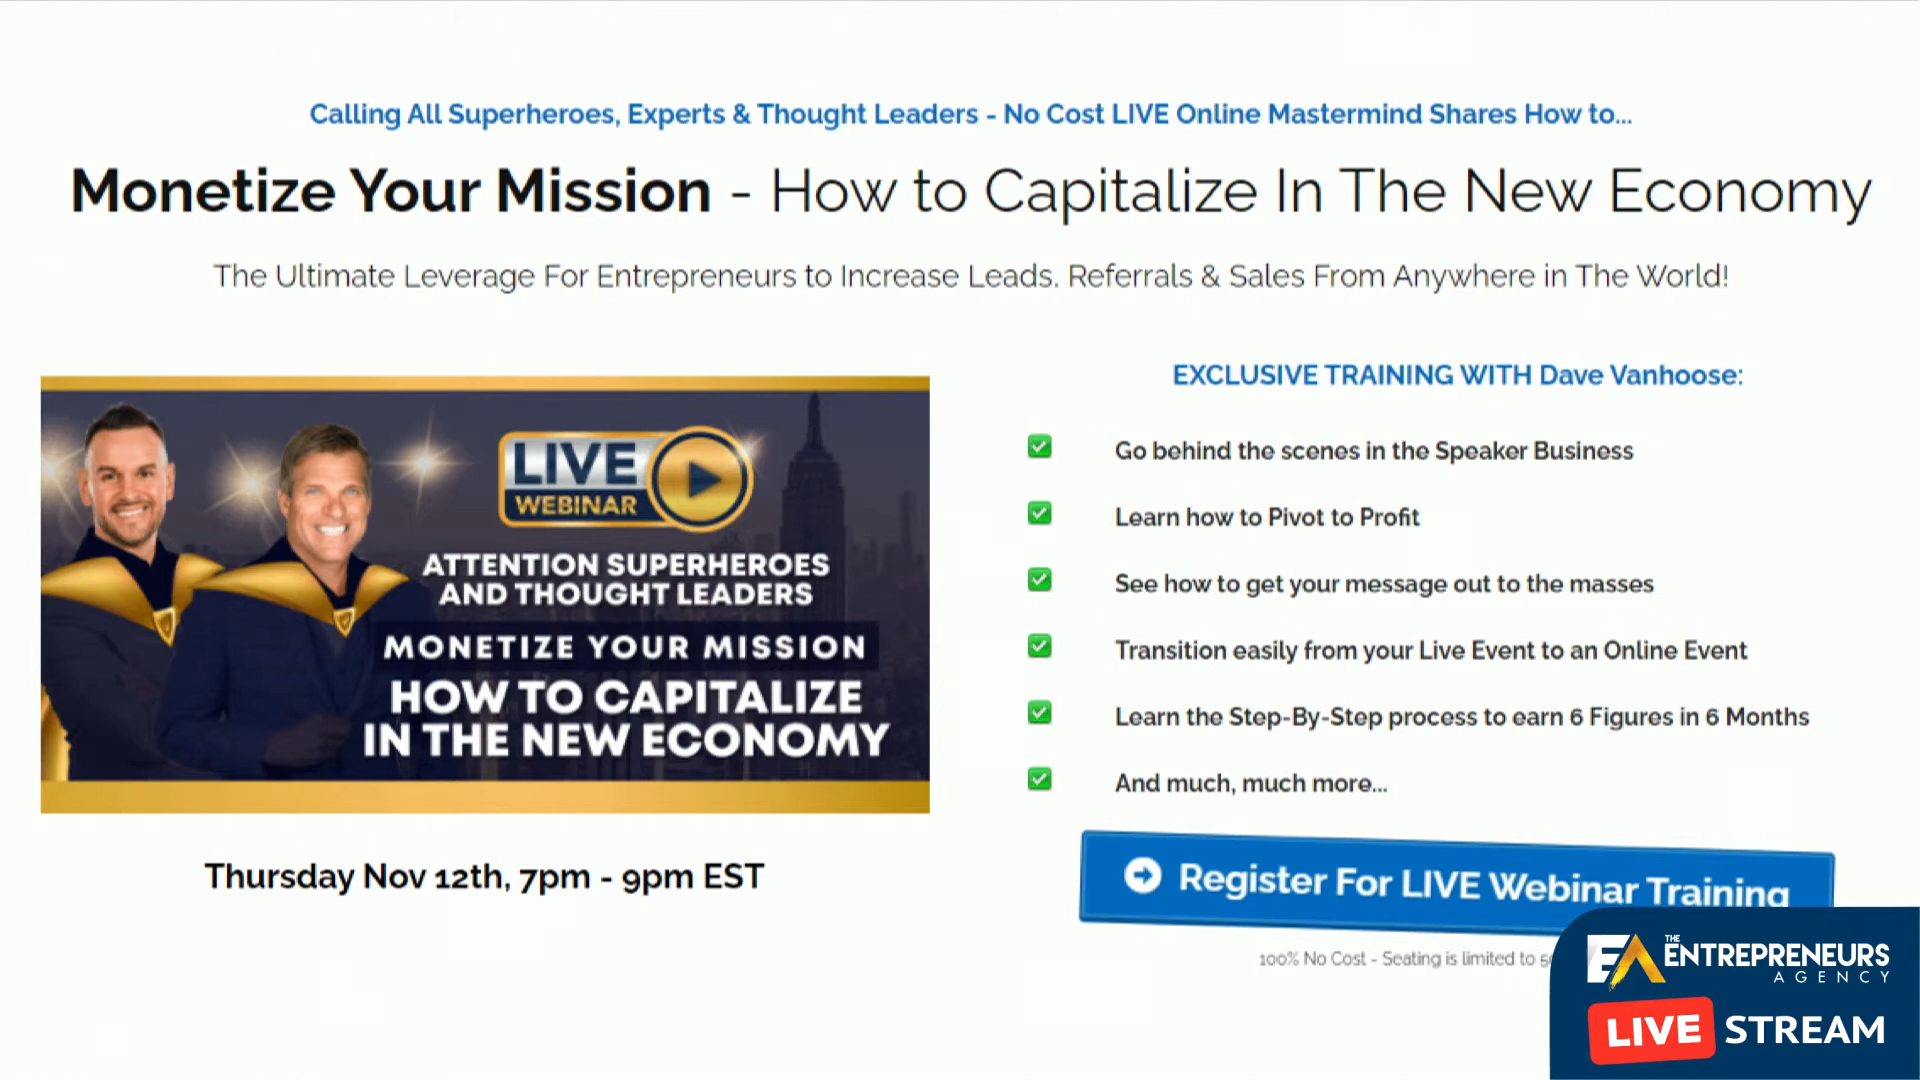 Calling All Superheroes, Experts & Thought Leaders - No Cost LIVE Online Mastermind Shares How to...
Monetize Your Mission - How to Capitalize In The New Economy
The Ultimate Leverage For Entrepreneurs to Increase Leads. Referrals & Sales From Anywhere in The World!
LIVE
WEBINAR
ATTENTION SUPERHEROES
AND THOUGHT LEADERS
MONETIZE YOUR MISSION
HOW TO CAPITALIZE
IN THE NEW ECONOMY
Thursday Nov 12th, 7pm - 9pm EST
EXCLUSIVE TRAINING WITH Dave Vanhoose:
Go behind the scenes in the Speaker Business
Learn how to Pivot to Profit
See how to get your message out to the masses
Transition easily from your Live Event to an Online Event
Learn the Step-By-Step process to earn 6 Figures in 6 Months
And much, much more...
Register For LIVE Webinar Training
100% No Cost - Seating is limited to
EA THE ENTREPRENEURS
AGENCY
LIVE STREAM